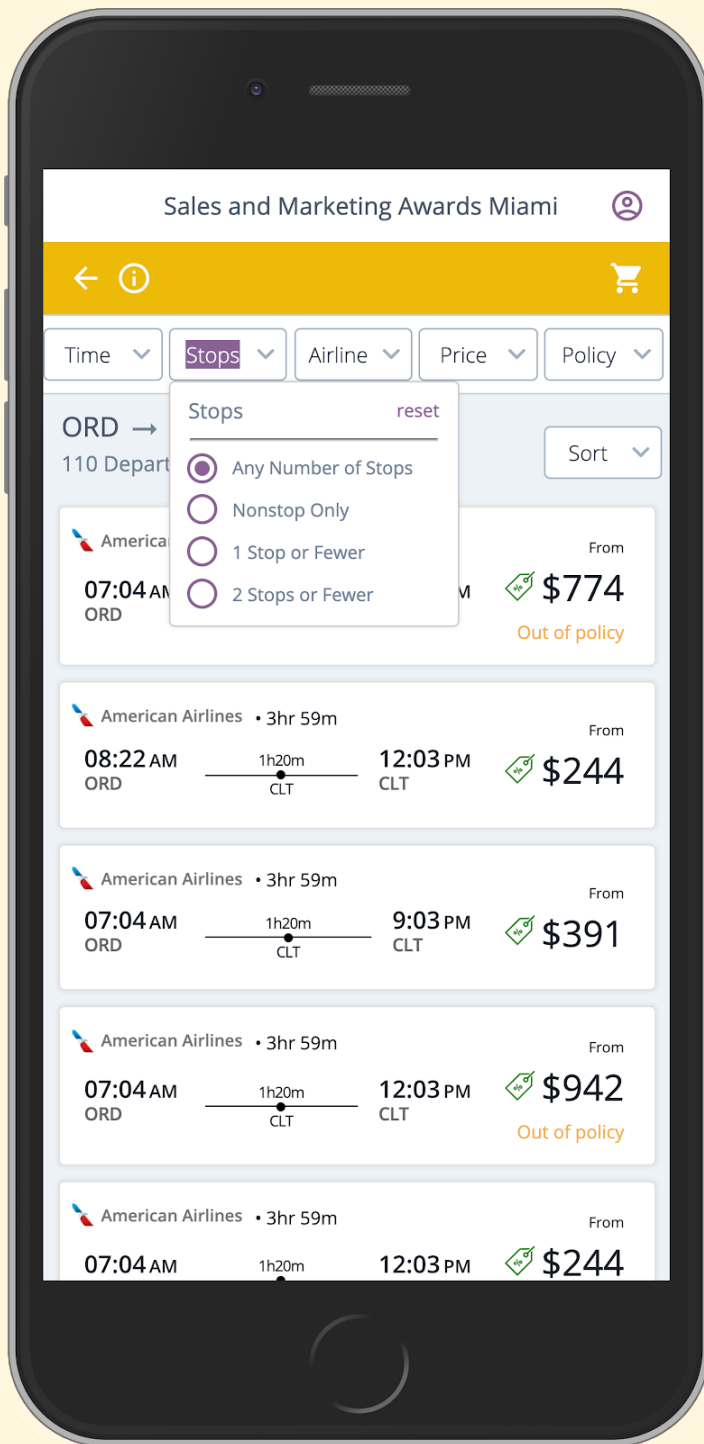 Sales and Marketing Awards Miami
Time Stops Airline Price Policy
Stops reset
Any Number of Stops
Nonstop Only
1 Stop or Fewer
2 Stops or Fewer
ORD →
110 Sort
From
07:04 AM $774
ORD
Out of policy
American Airlines • 3hr 59m
From
08:22 AM 1h20m 12:03 PM $244
ORD CLT CLT
American Airlines • 3hr 59m
From
07:04 AM 1h20m 9:03 PM $391
ORD CLT CLT
American Airlines • 3hr 59m
From
07:04 AM 1h20m 12:03 PM $942
ORD CLT CLT
Out of policy
American Airlines • 3hr 59m
From
07:04 AM 1h20m 12:03 PM $244